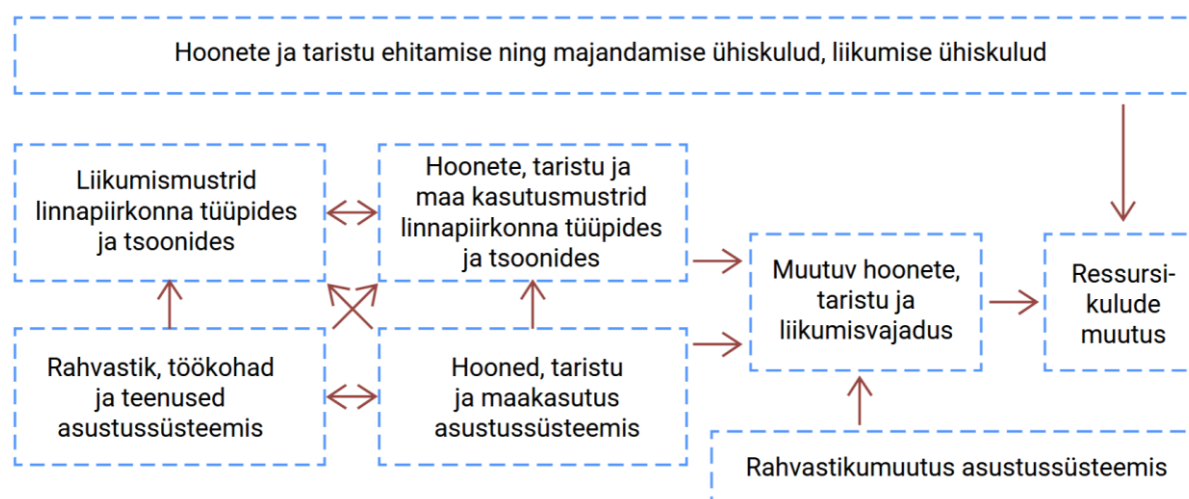 Hoonete ja taristu ehitamise ning majandamise ühiskulud, liikumise ühiskulud
Liikumismustrid
linnapiirkonna tüüpides
ja tsoonides
Hoonete, taristu ja
maa kasutusmustrid
linnapiirkonna tüüpides
ja tsoonides
Muutuv hoonete,
taristu ja
liikumisvajadus
Ressursi-
kulude
muutus
Rahvastik, töökohad
ja teenused
asustussüsteemis
Hooned, taristu
ja maakasutus
asustussüsteemis
Rahvastikumuutus asustussüsteemis